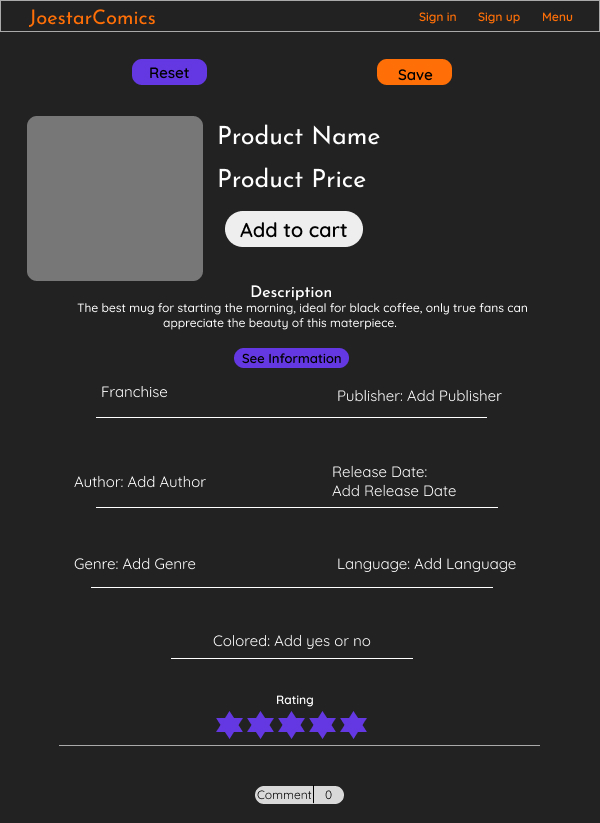 JoestarComics
Sign in Sign up Menu
Reset
Save
Product Name
Product Price
Add to cart
Description
The best mug for starting the morning, ideal for black coffee, only true fans can
appreciate the beauty of this materpiece.
See Information
Franchise
Publisher: Add Publisher
Author: Add Author
Release Date:
Add Release Date
Genre: Add Genre
Language: Add Language
Colored: Add yes or no
Rating
Comment 0